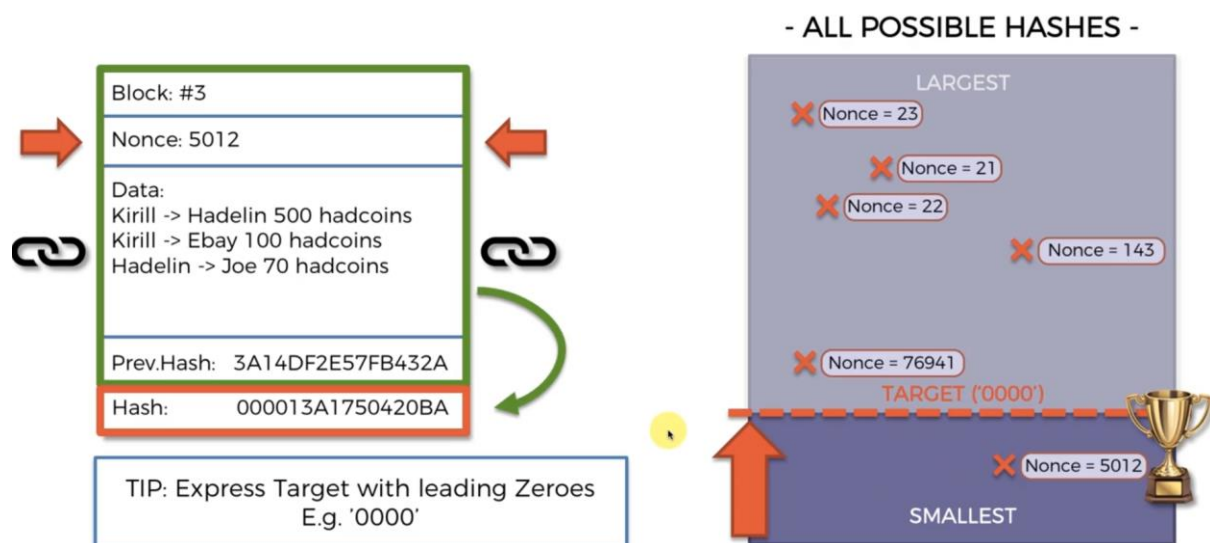 Block: #3
Nonce: 5012
Data:
Kirill -> Hadelin 500 hadcoins
Kirill -> Ebay 100 hadcoins
Hadelin -> Joe 70 hadcoins
Prev.Hash: 3A14DF2E57FB432A
Hash: 000013A1750420BA
TIP: Express Target with leading Zeroes
E.g. '0000'
- ALL POSSIBLE HASHES -
LARGEST
Nonce = 23
Nonce = 21
Nonce = 22
Nonce = 143
Nonce = 76941
TARGET ('0000')
Nonce = 5012
SMALLEST